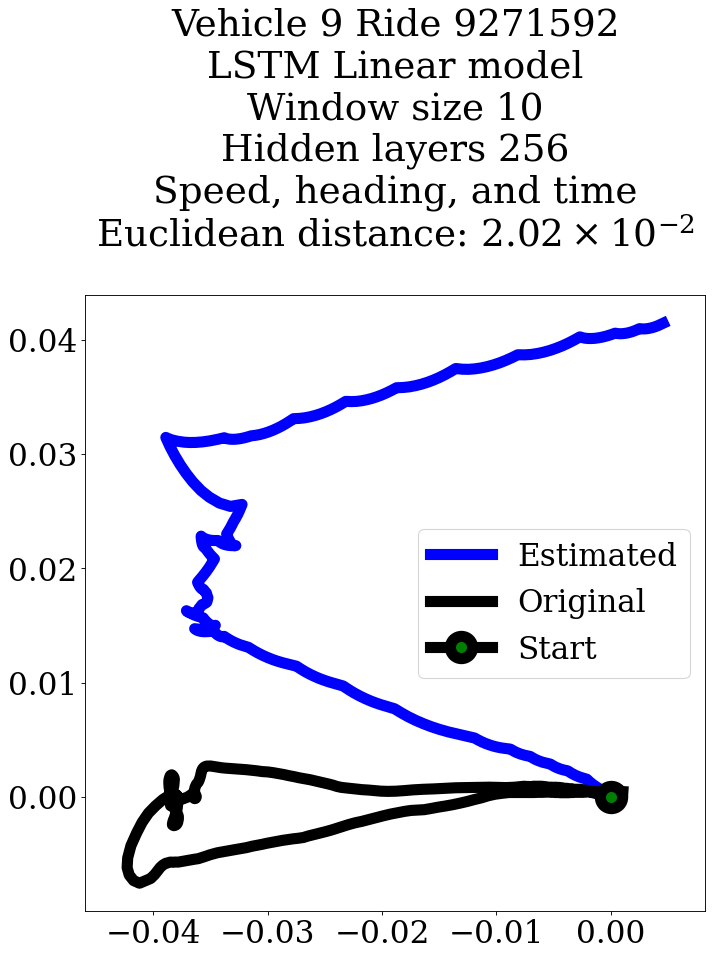 Vehicle 9 Ride 9271592
LSTM Linear model
Window size 10
Hidden layers 256
Speed, heading, and time
Euclidean distance: 2.02 × 10⁻²
0.04
0.03
0.02
0.01
0.00
Estimated
Original
Start
−0.04 −0.03 −0.02 −0.01 0.00